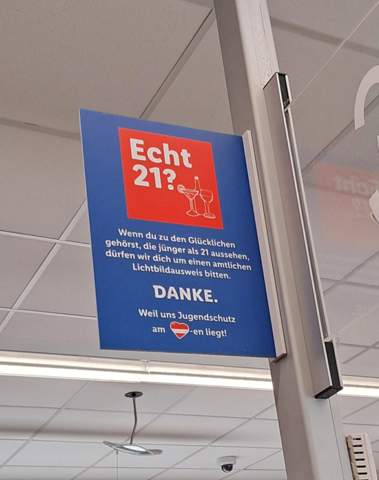 Echt
21?
Wenn du zu den Glücklichen
gehörst, die jünger als 21 aussehen,
dürfen wir dich um einen amtlichen
Lichtbildausweis bitten.
DANKE.
Weil uns Jugendschutz
am -en liegt!